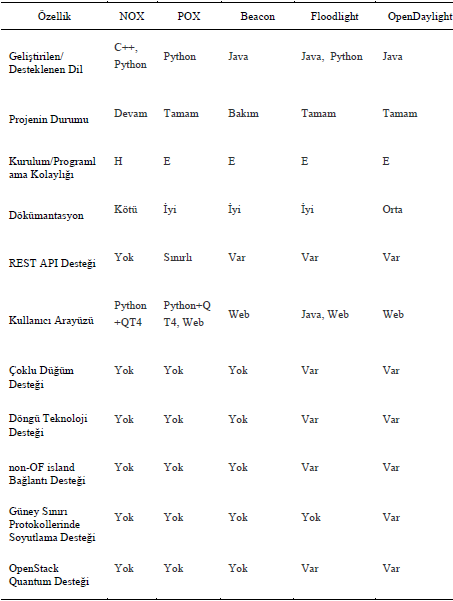 Özellik NOX POX Beacon Floodlight OpenDaylight
Geliştirilen/ Desteklenen Dil C++, Python Python Java Java, Python Java
Projenin Durumu Devam Tamam Bakım Tamam Tamam
Kurulum/Programl ama Kolaylığı H E E E E
Dökümantasyon Kötü İyi İyi İyi Orta
REST API Desteği Yok Sınırlı Var Var Var
Kullanıcı Arayüzü Python +QT4 Python+Q T4, Web Web Java, Web Web
Çoklu Düğüm Desteği Yok Yok Yok Var Var
Döngü Teknoloji Desteği Yok Yok Yok Var Var
non-OF island Bağlantı Desteği Yok Yok Yok Var Var
Güney Sınırı Protokollerinde Soyutlama Desteği Yok Yok Yok Yok Var
OpenStack Quantum Desteği Yok Yok Yok Var Var